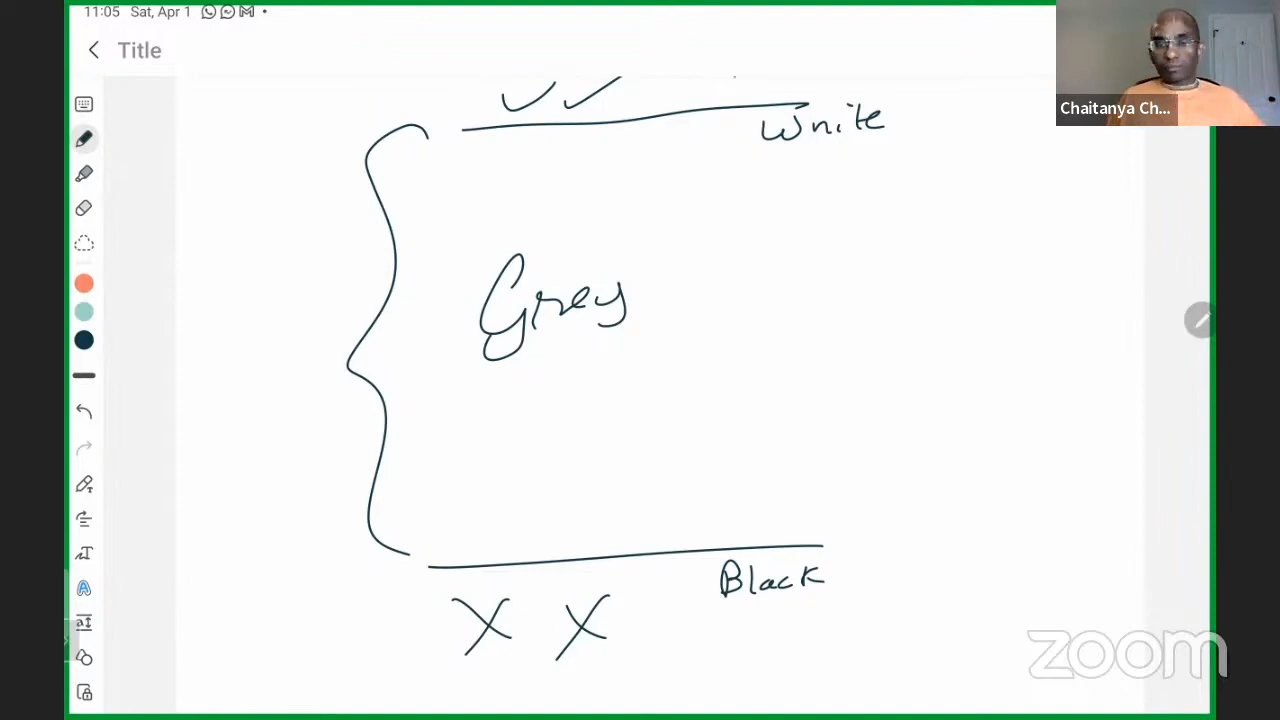 11:05 Sat, Apr 1
Title
White
Chaitanya Ch...
Grey
Black
X X
zoom